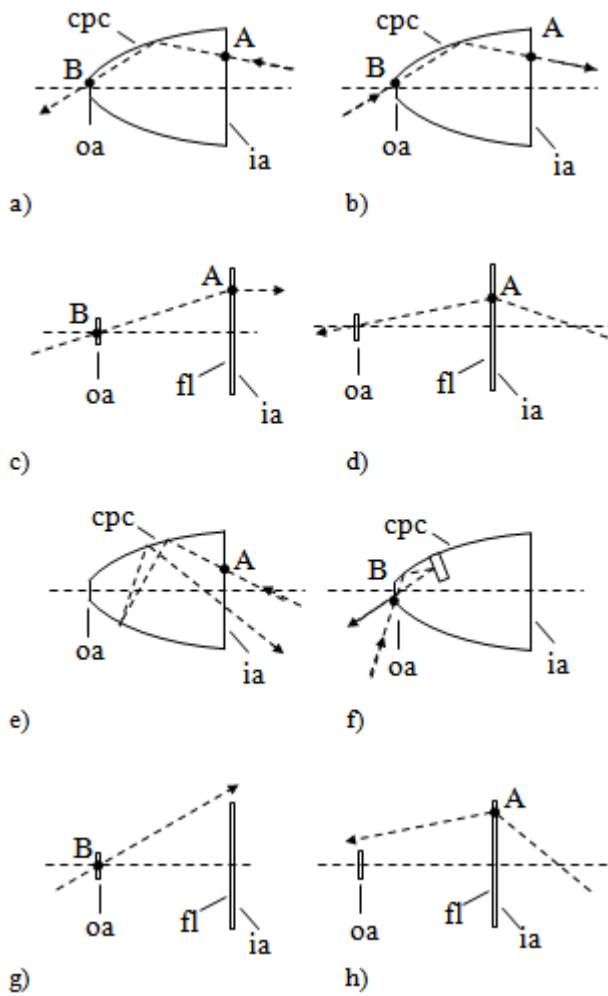 cpc A
B
oa ia
a)
cpc A
B
oa ia
b)
A
B
oa fl ia
c)
A
oa fl ia
d)
cpc
A
oa ia
e)
cpc
B
oa ia
f)
B
oa fl ia
g)
A
oa fl ia
h)